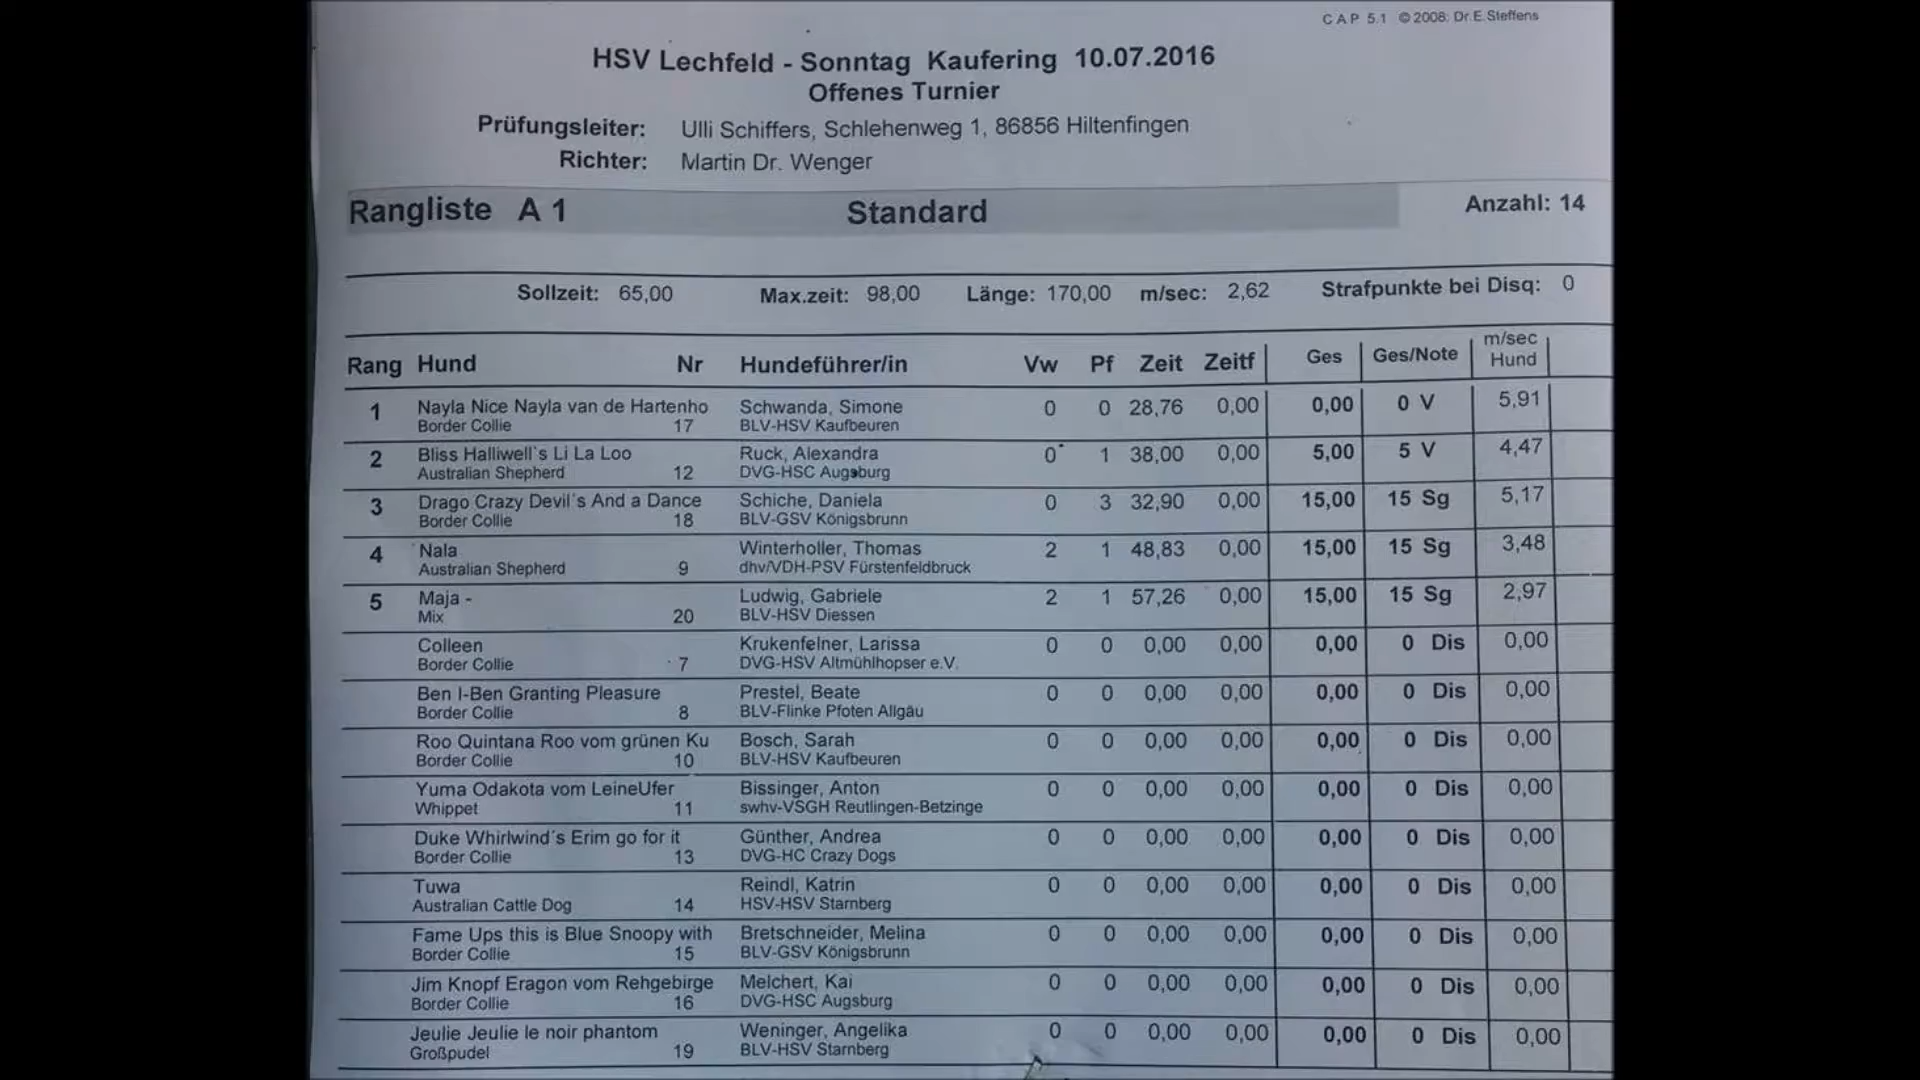 CAP 5.1 ©2008: Dr.E.Steffens
HSV Lechfeld - Sonntag Kaufering 10.07.2016
Offenes Turnier
Prüfungsleiter: Ulli Schiffers, Schlehenweg 1, 86856 Hiltenfingen
Richter: Martin Dr. Wenger
Rangliste A 1 Standard Anzahl: 14
Sollzeit: 65,00 Max.zeit: 98,00 Länge: 170,00 m/sec: 2,62 Strafpunkte bei Disq: 0
Rang Hund Nr Hundeführer/in Vw Pf Zeit Zeitf Ges Ges/Note m/sec Hund
1 Nayla Nice Nayla van de Hartenho Schwanda, Simone 0 0 28,76 0,00 0,00 0 V 5,91
Border Collie 17 BLV-HSV Kaufbeuren
2 Bliss Halliwell´s Li La Loo Ruck, Alexandra 0 1 38,00 0,00 5,00 5 V 4,47
Australian Shepherd 12 DVG-HSC Augsburg
3 Drago Crazy Devil´s And a Dance Schiche, Daniela 0 3 32,90 0,00 15,00 15 Sg 5,17
Border Collie 18 BLV-GSV Königsbrunn
4 Nala Winterholler, Thomas 2 1 48,83 0,00 15,00 15 Sg 3,48
Australian Shepherd 9 dhv/VDH-PSV Fürstenfeldbruck
5 Maja - Ludwig, Gabriele 2 1 57,26 0,00 15,00 15 Sg 2,97
Mix 20 BLV-HSV Diessen
Colleen Krukenfelner, Larissa 0 0 0,00 0,00 0,00 0 Dis 0,00
Border Collie 7 DVG-HSV Altmühlhopser e.V.
Ben I-Ben Granting Pleasure Prestel, Beate 0 0 0,00 0,00 0,00 0 Dis 0,00
Border Collie 8 BLV-Flinke Pfoten Allgäu
Roo Quintana Roo vom grünen Ku Bosch, Sarah 0 0 0,00 0,00 0,00 0 Dis 0,00
Border Collie 10 BLV-HSV Kaufbeuren
Yuma Odakota vom LeineUfer Bissinger, Anton 0 0 0,00 0,00 0,00 0 Dis 0,00
Whippet 11 swhv-VSGH Reutlingen-Betzinge
Duke Whirlwind´s Erim go for it Günther, Andrea 0 0 0,00 0,00 0,00 0 Dis 0,00
Border Collie 13 DVG-HC Crazy Dogs
Tuwa Reindl, Katrin 0 0 0,00 0,00 0,00 0 Dis 0,00
Australian Cattle Dog 14 HSV-HSV Starnberg
Fame Ups this is Blue Snoopy with Bretschneider, Melina 0 0 0,00 0,00 0,00 0 Dis 0,00
Border Collie 15 BLV-GSV Königsbrunn
Jim Knopf Eragon vom Rehgebirge Melchert, Kai 0 0 0,00 0,00 0,00 0 Dis 0,00
Border Collie 16 DVG-HSC Augsburg
Jeulie Jeulie le noir phantom Weninger, Angelika 0 0 0,00 0,00 0,00 0 Dis 0,00
Großpudel 19 BLV-HSV Starnberg